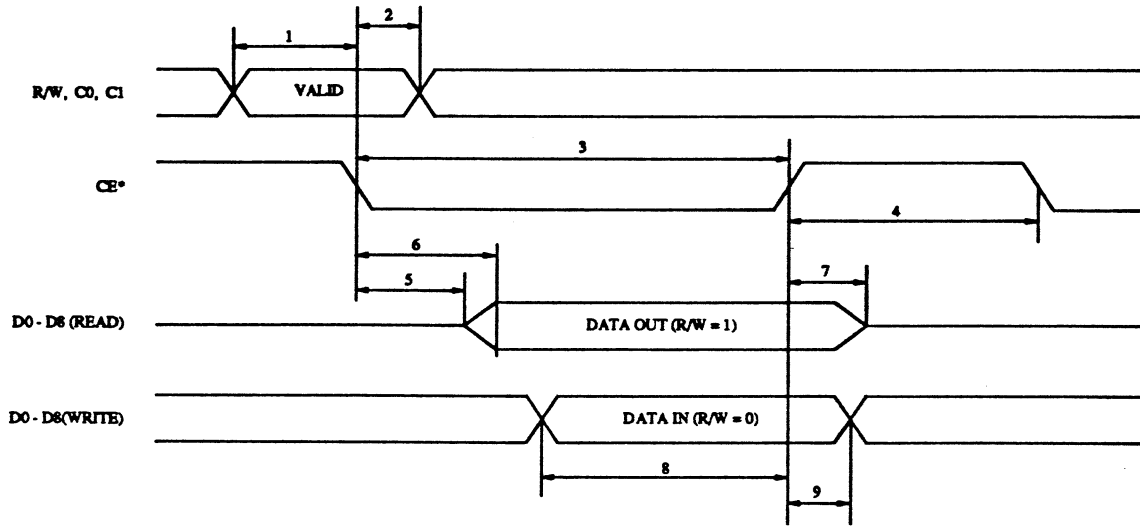 1
2
R/W, C0, C1
VALID
3
CE*
4
6
5
7
D0 - D8 (READ)
DATA OUT (R/W = 1)
D0 - D8(WRITE)
DATA IN (R/W = 0)
8
9